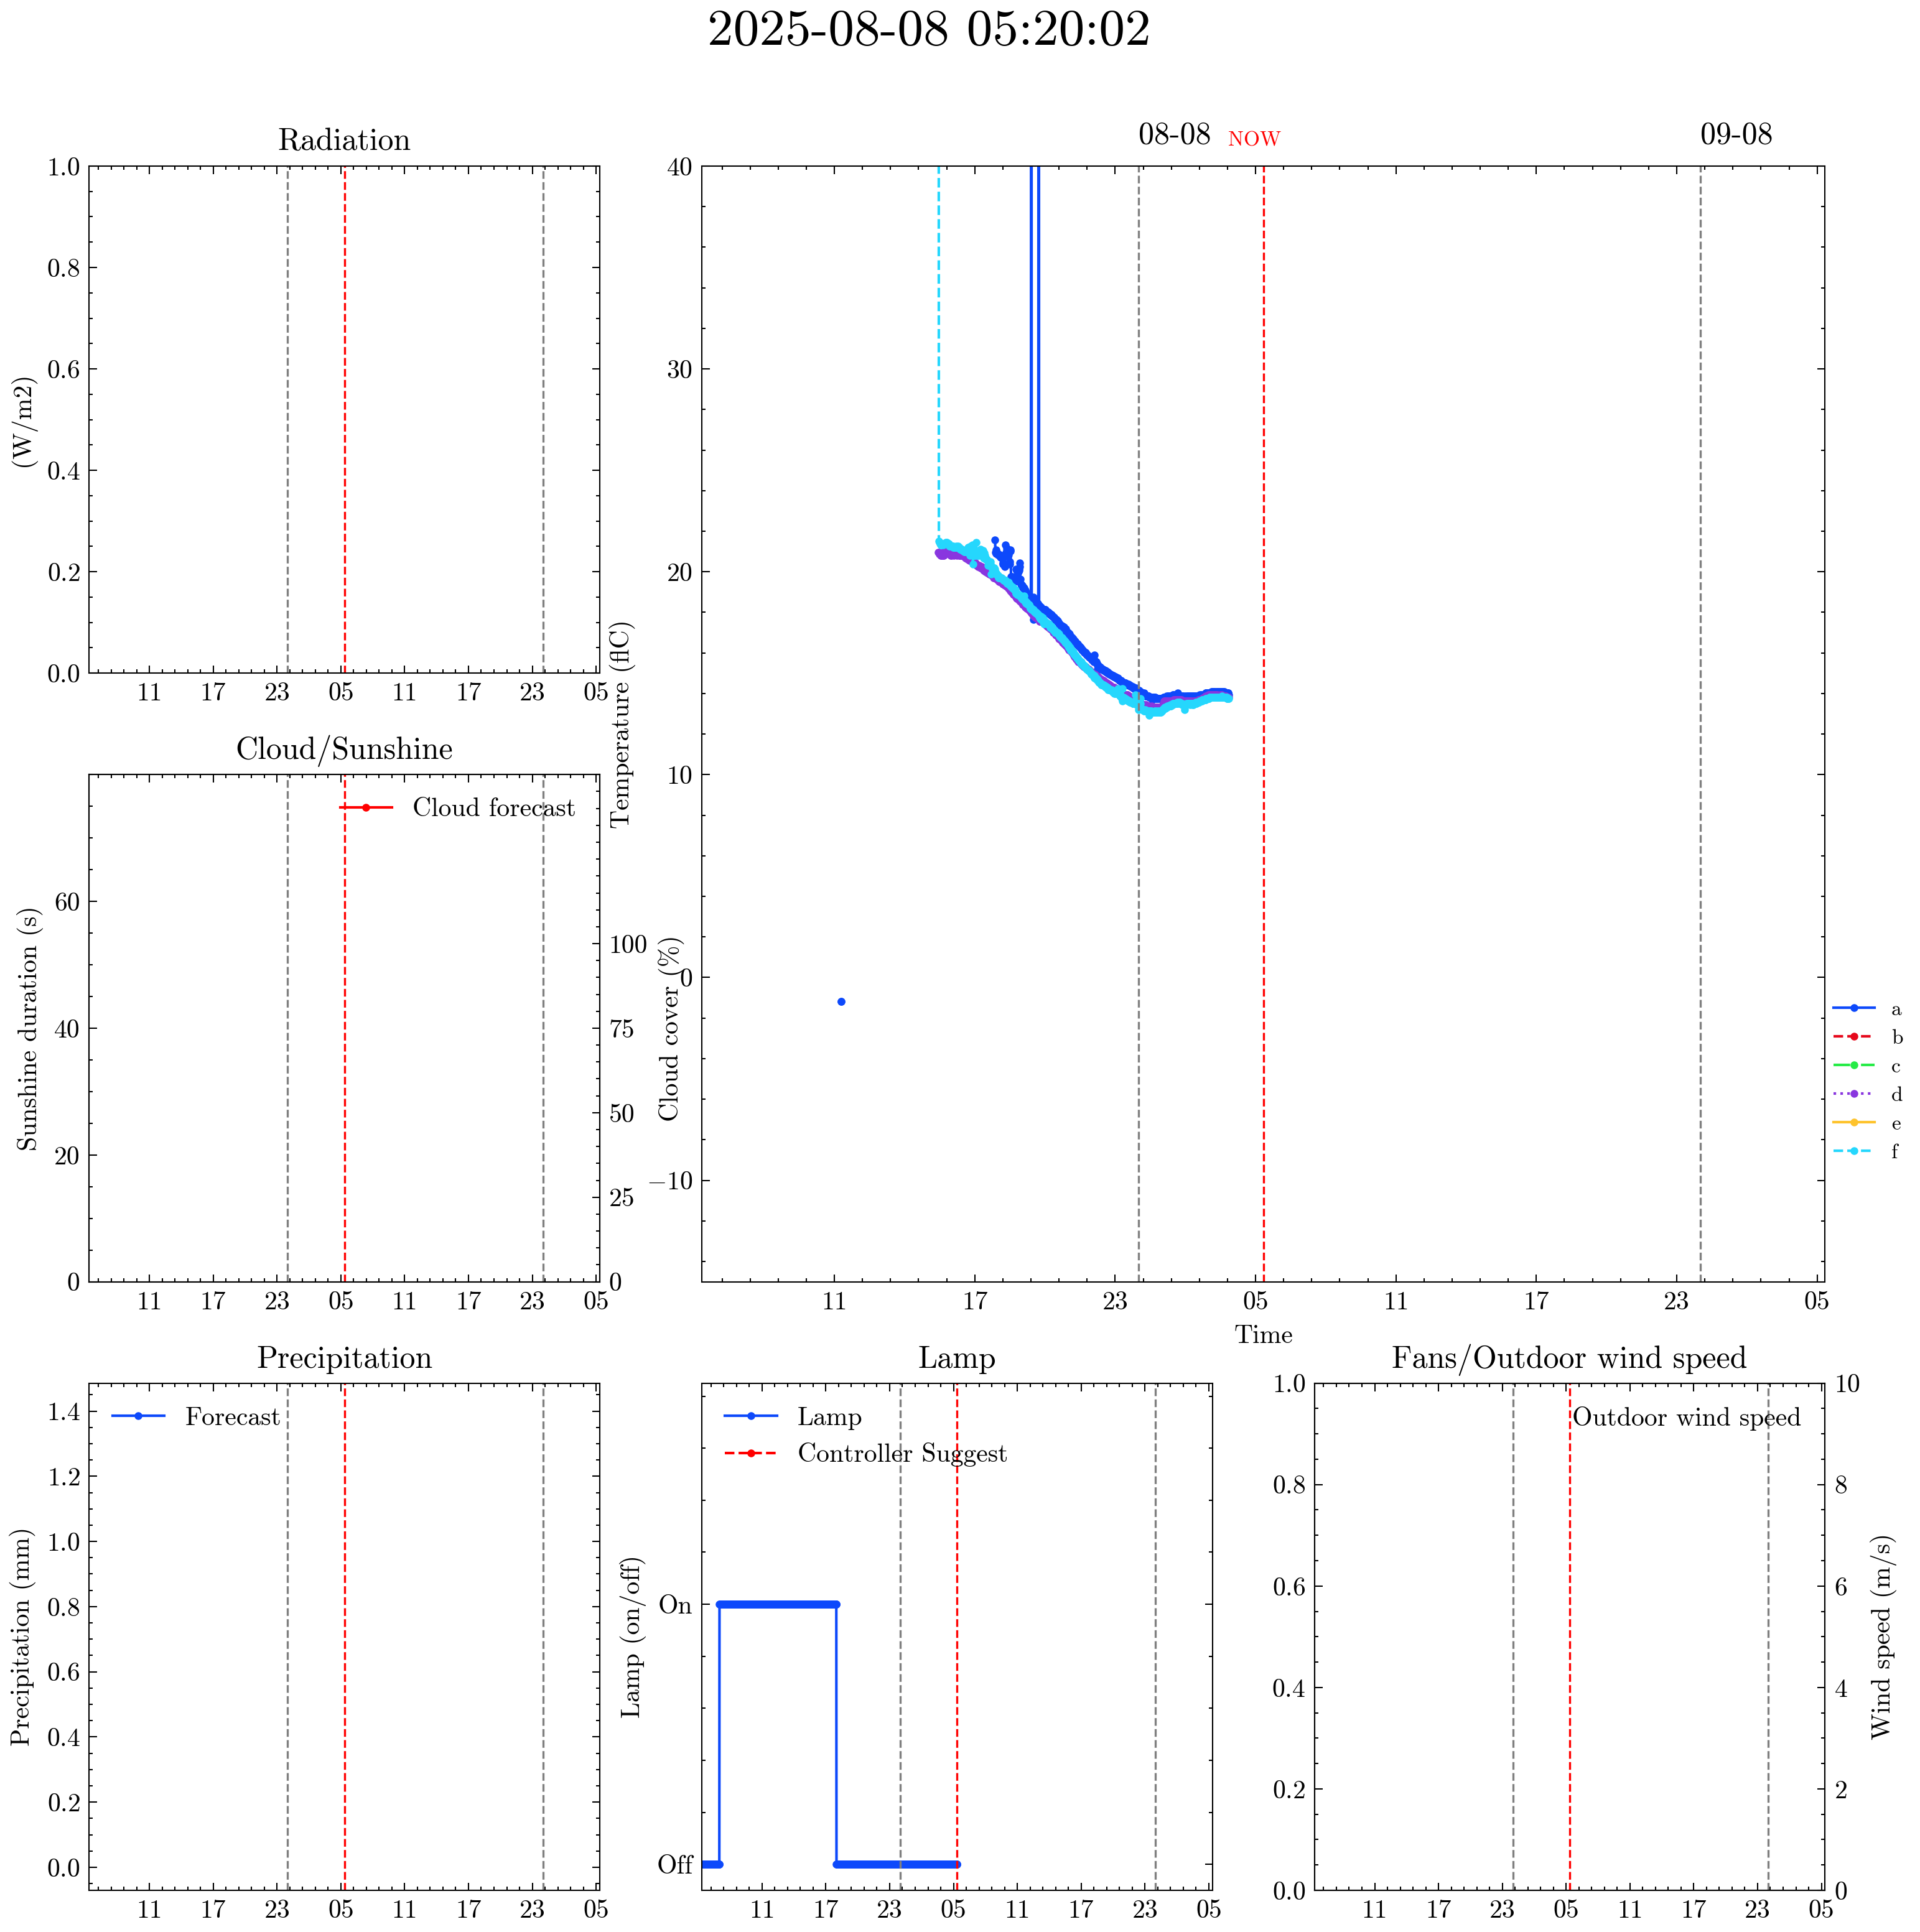 2025-08-08 05:20:02
Radiation
1.0
0.8
0.6
0.4
0.2
0.0
(W/m2)
11 17 23 05 11 17 23 05
08-08 NOW 09-08
40
30
20
10
0
−10
Temperature (flC)
11 17 23 05 11 17 23 05
Time
a
b
c
d
e
f
Cloud/Sunshine
Cloud forecast
60
40
20
0
Sunshine duration (s)
100
75
50
25
0
Cloud cover (%)
11 17 23 05 11 17 23 05
Precipitation
Forecast
1.4
1.2
1.0
0.8
0.6
0.4
0.2
0.0
Precipitation (mm)
11 17 23 05 11 17 23 05
Lamp
Lamp
Controller Suggest
On
Off
Lamp (on/off)
11 17 23 05 11 17 23 05
Fans/Outdoor wind speed
Outdoor wind speed
1.0
0.8
0.6
0.4
0.2
0.0
10
8
6
4
2
0
Wind speed (m/s)
11 17 23 05 11 17 23 05